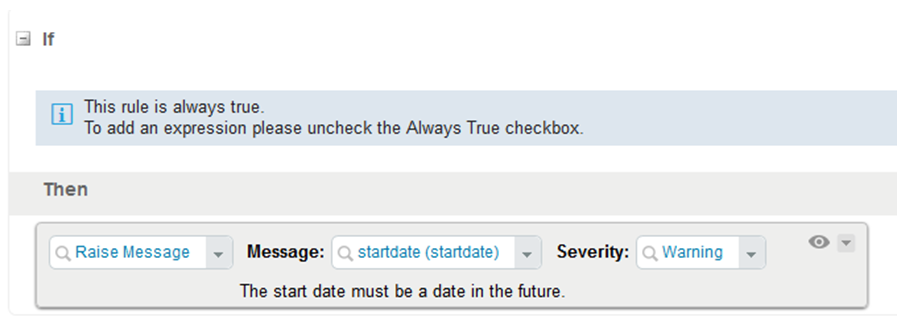 If
This rule is always true.
To add an expression please uncheck the Always True checkbox.
Then
Raise Message Message: startdate (startdate) Severity: Warning
The start date must be a date in the future.